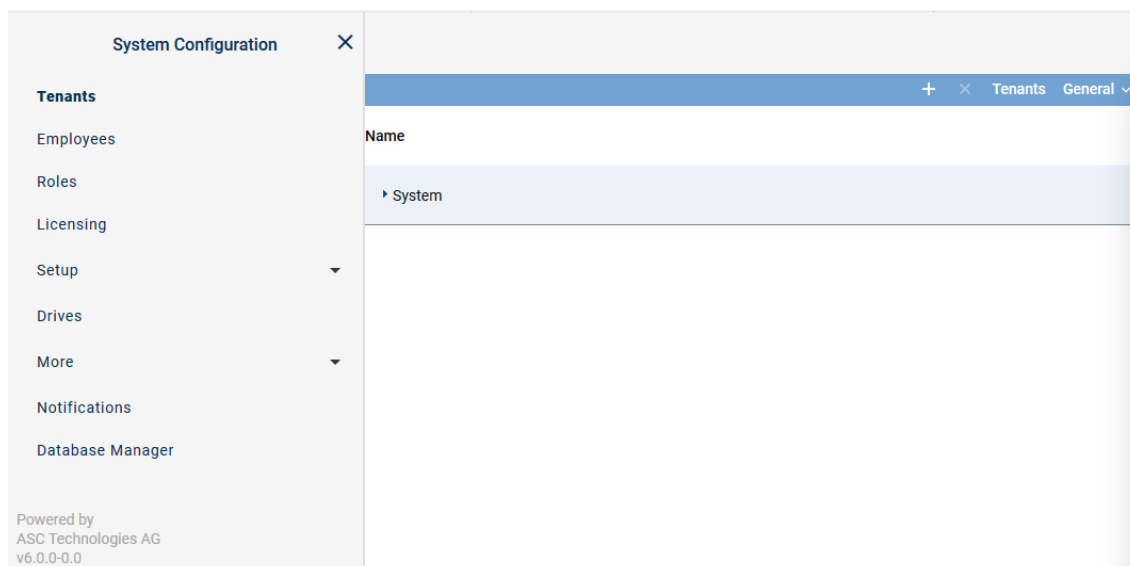 System Configuration
Tenants
Employees
Roles
Licensing
Setup
Drives
More
Notifications
Database Manager
Powered by
ASC Technologies AG
v6.0.0-0.0
Tenants General
Name
System